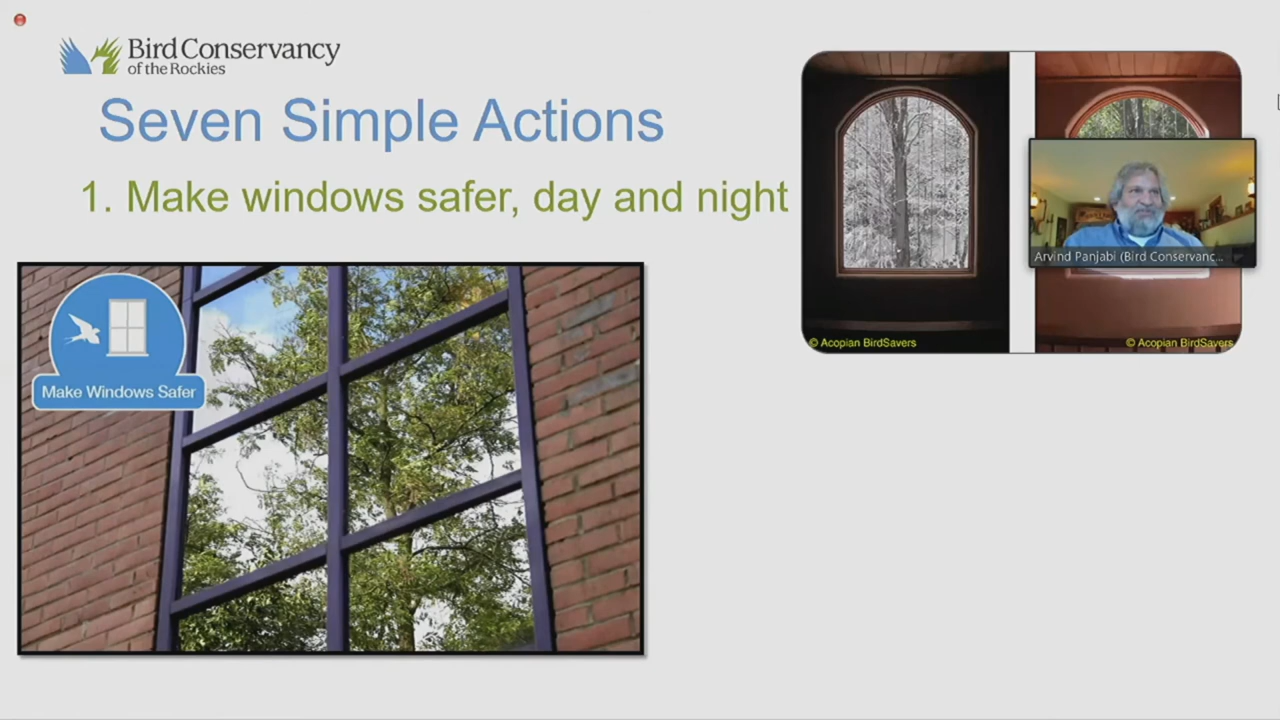 Bird Conservancy
of the Rockies
Seven Simple Actions
1. Make windows safer, day and night
Make Windows Safer
Arvind Panjabi (Bird Conservanc...
© Acopian BirdSavers
© Acopian BirdSavers